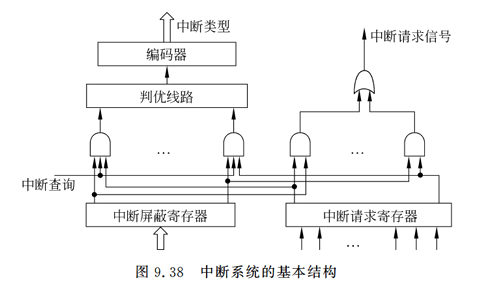 中断类型
编码器
判优线路
…
中断查询
中断屏蔽寄存器
中断请求信号
…
中断请求寄存器
…
图 9.38 中断系统的基本结构